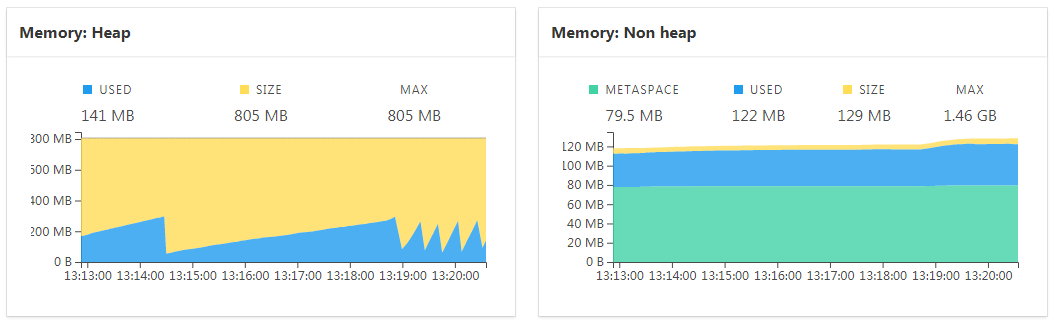 Memory: Heap
USED SIZE MAX
141 MB 805 MB 805 MB
800 MB
600 MB
400 MB
200 MB
0 B
13:13:00 13:14:00 13:15:00 13:16:00 13:17:00 13:18:00 13:19:00 13:20:00
Memory: Non heap
METASPACE USED SIZE MAX
79.5 MB 122 MB 129 MB 1.46 GB
120 MB
100 MB
80 MB
60 MB
40 MB
20 MB
0 B
13:13:00 13:14:00 13:15:00 13:16:00 13:17:00 13:18:00 13:19:00 13:20:00